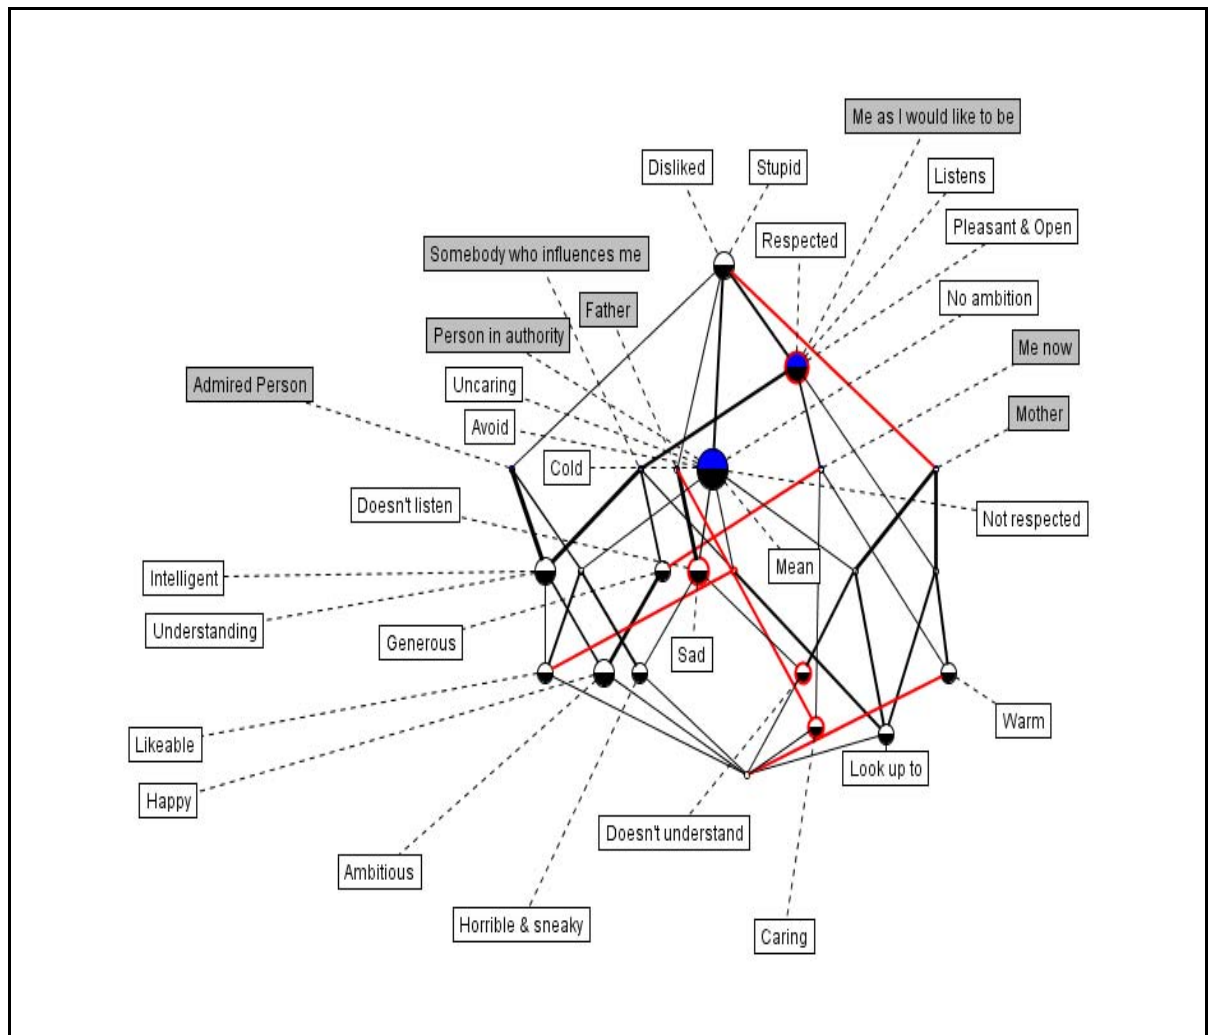 Me as I would like to be
Disliked
Stupid
Listens
Pleasant & Open
Respected
Somebody who influences me
No ambition
Father
Person in authority
Me now
Admired Person
Uncaring
Mother
Avoid
Cold
Doesn't listen
Not respected
Mean
Intelligent
Understanding
Generous
Sad
Warm
Likeable
Look up to
Happy
Doesn't understand
Ambitious
Horrible & sneaky
Caring